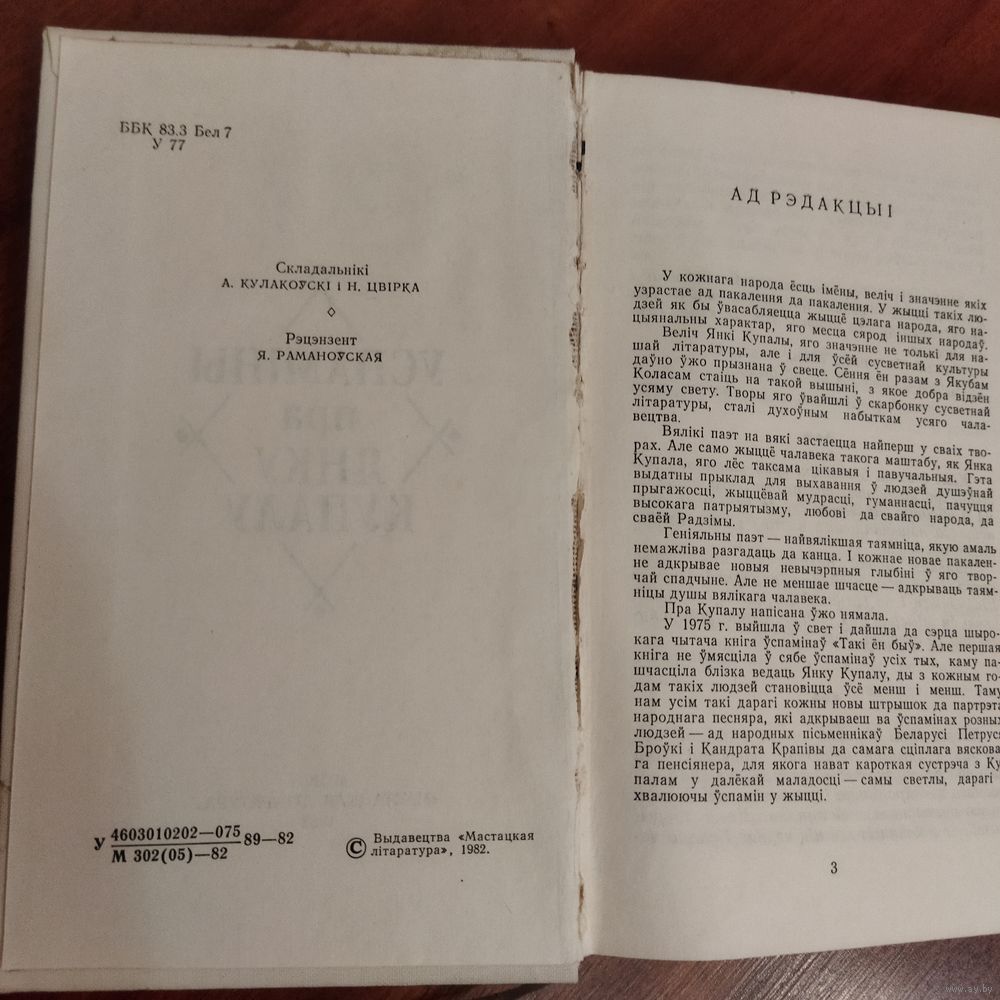 ББК 83.3 Бел 7
У 77
Складальнікі
А. КУЛАКОЎСКІ і Н. ЦВІРКА
Рэцэнзент
Я. РАМАНОЎСКАЯ
У 4603010202—075 89—82
М 302(05)—82
© Выдавецтва «Мастацкая
літаратура», 1982.
АД РЭДАКЦЫІ
У кожнага народа ёсць імёны, веліч і значэнне якіх
узрастае ад пакалення да пакалення. У жыцці такіх лю-
дзей як бы ўвасабляецца жыццё цэлага народа, яго на-
цыянальны характар, яго месца сярод іншых народаў.
Веліч Янкі Купалы, яго значэнне не толькі для на-
шай літаратуры, але і для ўсёй сусветнай культуры
даўно ўжо прызнана ў свеце. Сёння ён разам з Якубам
Коласам стаіць на такой вышыні, з якое добра відзён
усяму свету. Творы яго ўвайшлі ў скарбонку сусветнай
літаратуры, сталі духоўным набыткам усяго чала-
вецтва.
Вялікі паэт на вякі застаецца найперш у сваіх тво-
рах. Але само жыццё чалавека такога маштабу, як Янка
Купала, яго лёс таксама цікавыя і павучальныя. Гэта
выдатны прыклад для выхавання ў людзей душэўнай
прыгажосці, жыццёвай мудрасці, гуманнасці, пачуцця
высокага патрыятызму, любові да свайго народа, да
сваёй Радзімы.
Геніяльны паэт — найвялікшая таямніца, якую амаль
немажліва разгадаць да канца. І кожнае новае пакален-
не адкрывае новыя невычэрпныя глыбіні ў яго твор-
чай спадчыне. Але не меншае шчасце — адкрываць таям-
ніцы душы вялікага чалавека.
Пра Купалу напісана ўжо нямала.
У 1975 г. выйшла ў свет і дайшла да сэрца шыро-
кага чытача кніга ўспамінаў «Такі ён быў». Але першая
кніга не ўмясціла ў сябе ўспамінаў усіх тых, каму па-
шчасціла блізка ведаць Янку Купалу, ды з кожным го-
дам такіх людзей становіцца ўсё менш і менш. Таму
нам усім такі дарагі кожны новы штрышок да партрэта
народнага песняра, які адкрываеш ва ўспамінах розных
людзей — ад народных пісьменнікаў Беларусі Петруся
Броўкі і Кандрата Крапівы да самага сціплага вяскова-
га пенсіянера, для якога нават кароткая сустрэча з Ку-
палам у далёкай маладосці — самы светлы, дарагі
хвалюючы ўспамін у жыцці.
3
www.ay.by